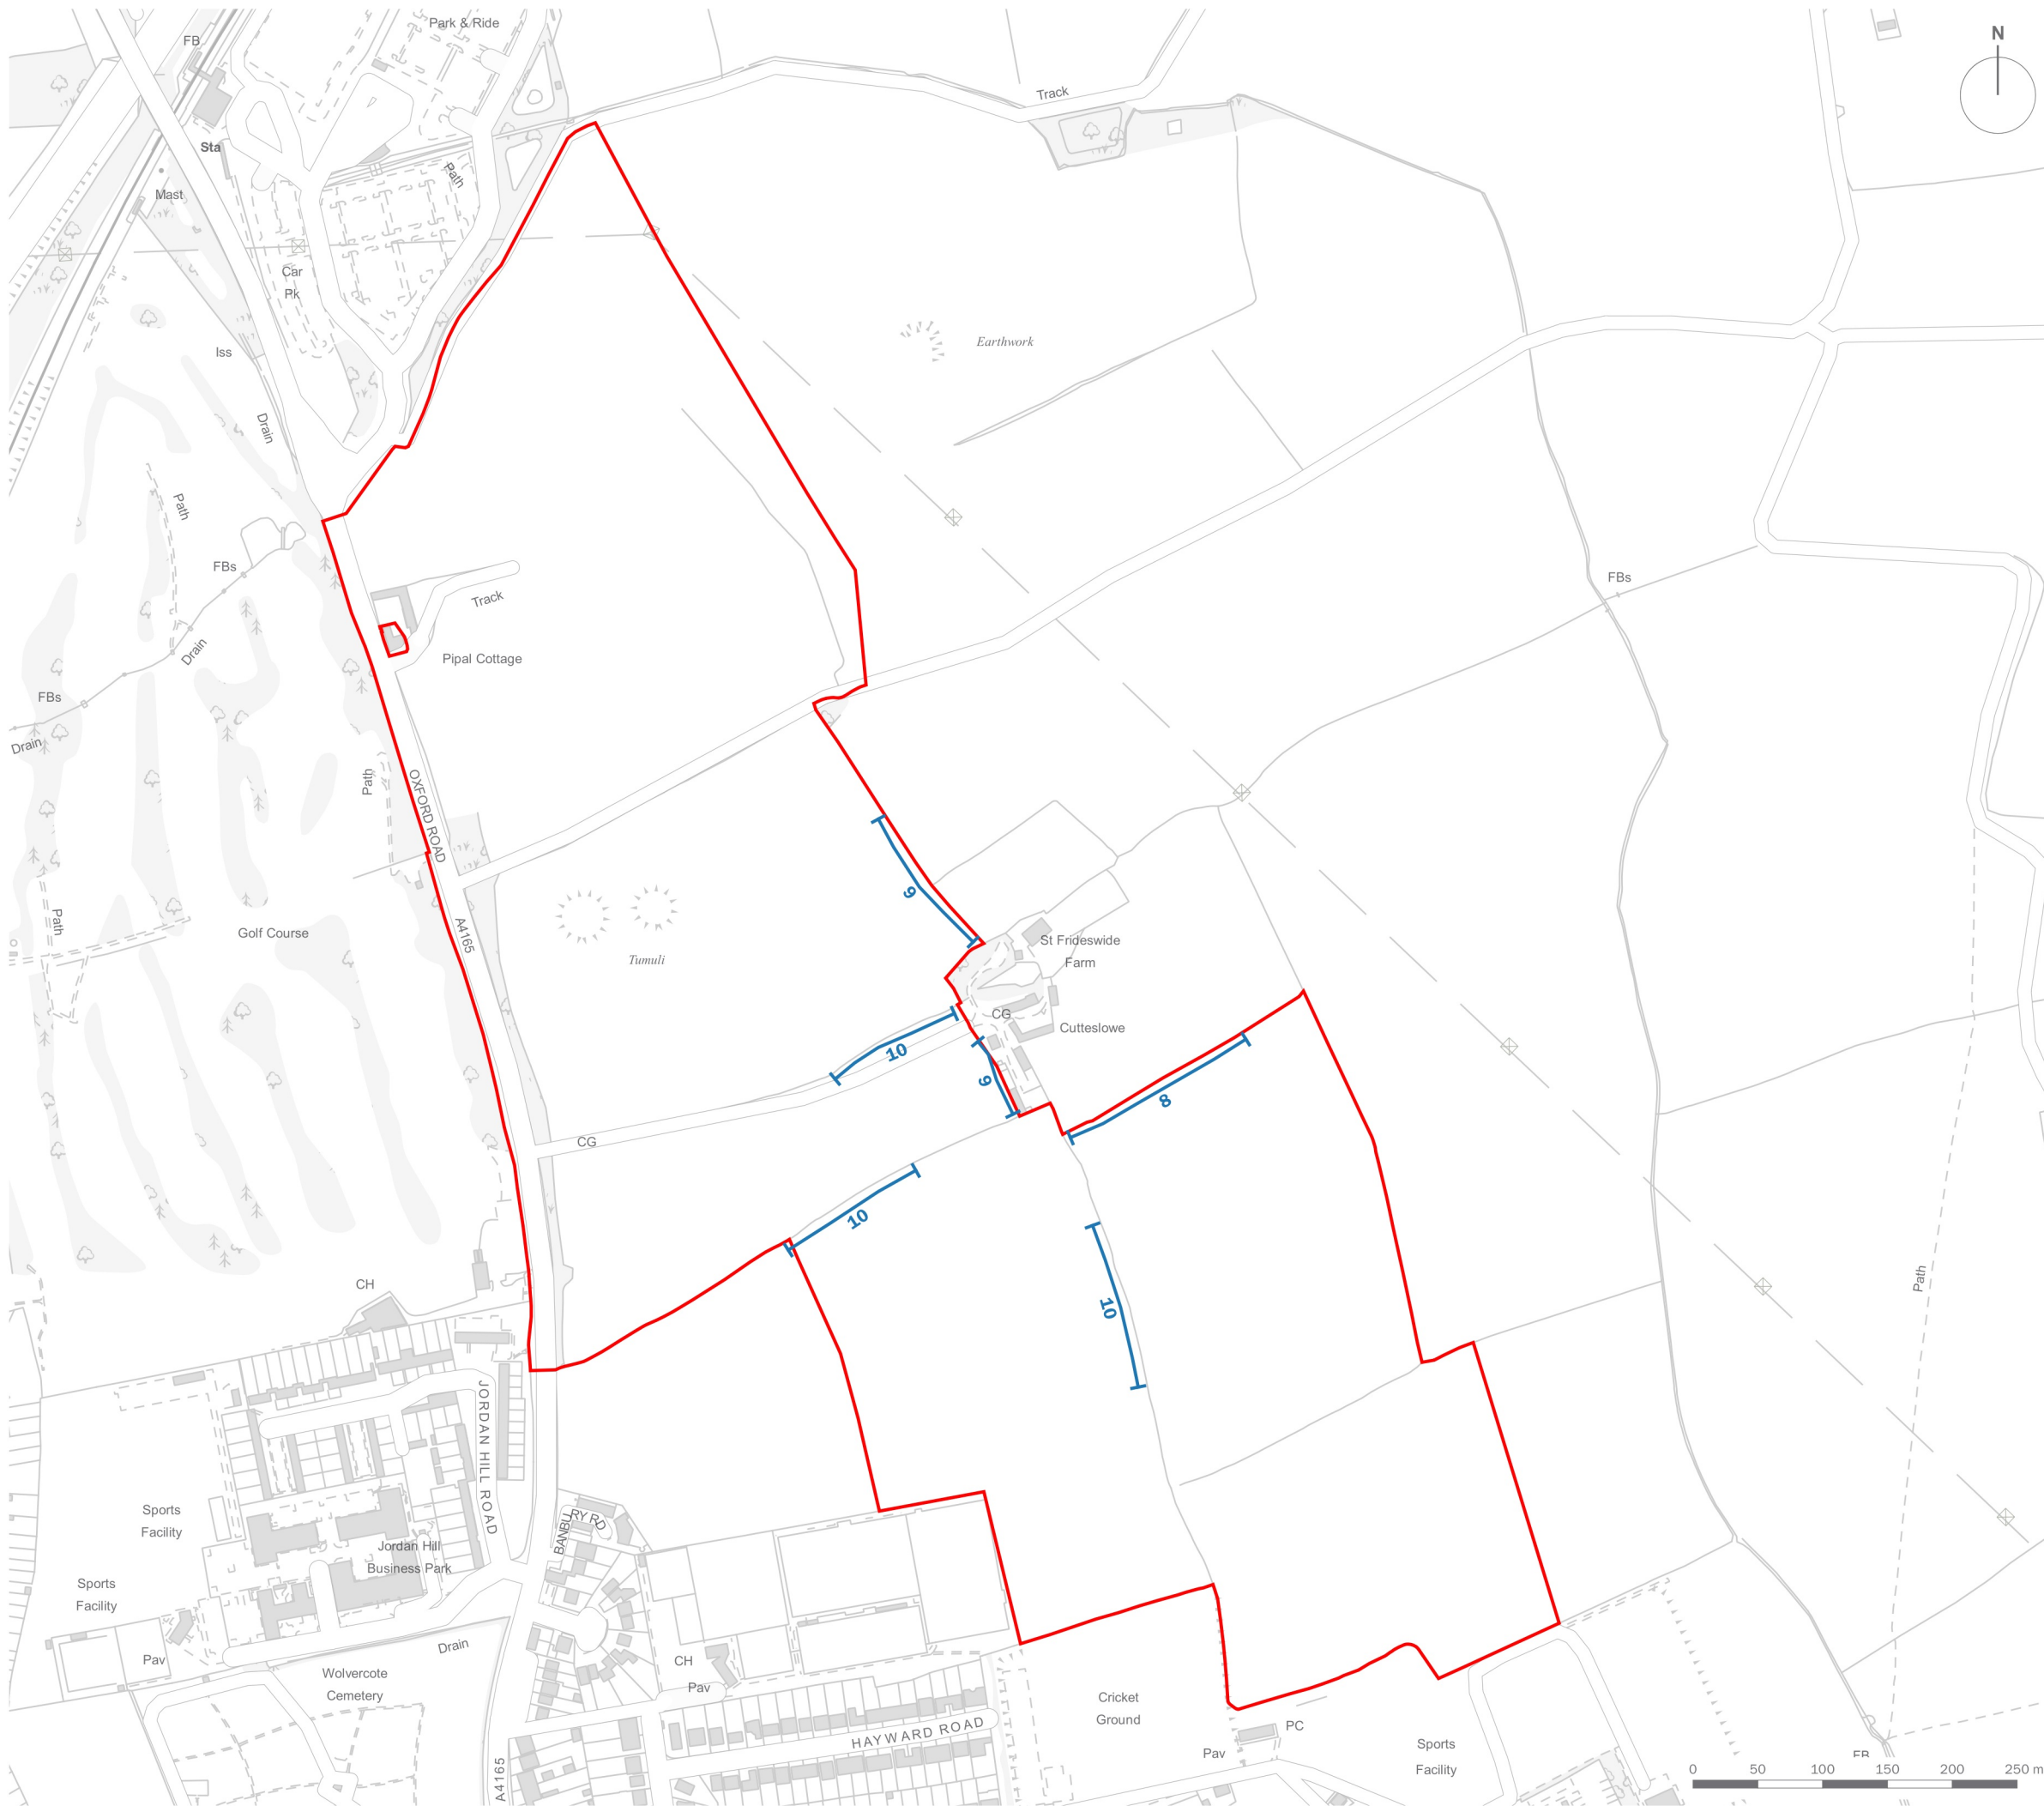 Park & Ride
N
FB
Track
Sta
Path
Mast
Car
Pk
Earthwork
Iss
Drain
Path
FBs
FBs
Track
Drain
Pipal Cottage
FBs
Drain
Path
OXFORD ROAD
9
Path
A4165
Golf Course
St Frideswide
Farm
Tumuli
CG
Cutteslowe
10
9
8
CG
10
10
Path
CH
JORDAN HILL ROAD
Sports
Facility
BANBURY RD
Jordan Hill
Business Park
Sports
Facility
Drain
Pav
Wolvercote
Cemetery
CH
Pav
Cricket
Ground
HAYWARD ROAD
PC
Pav
Sports
Facility
FB
A4165
0 50 100 150 200 250 m